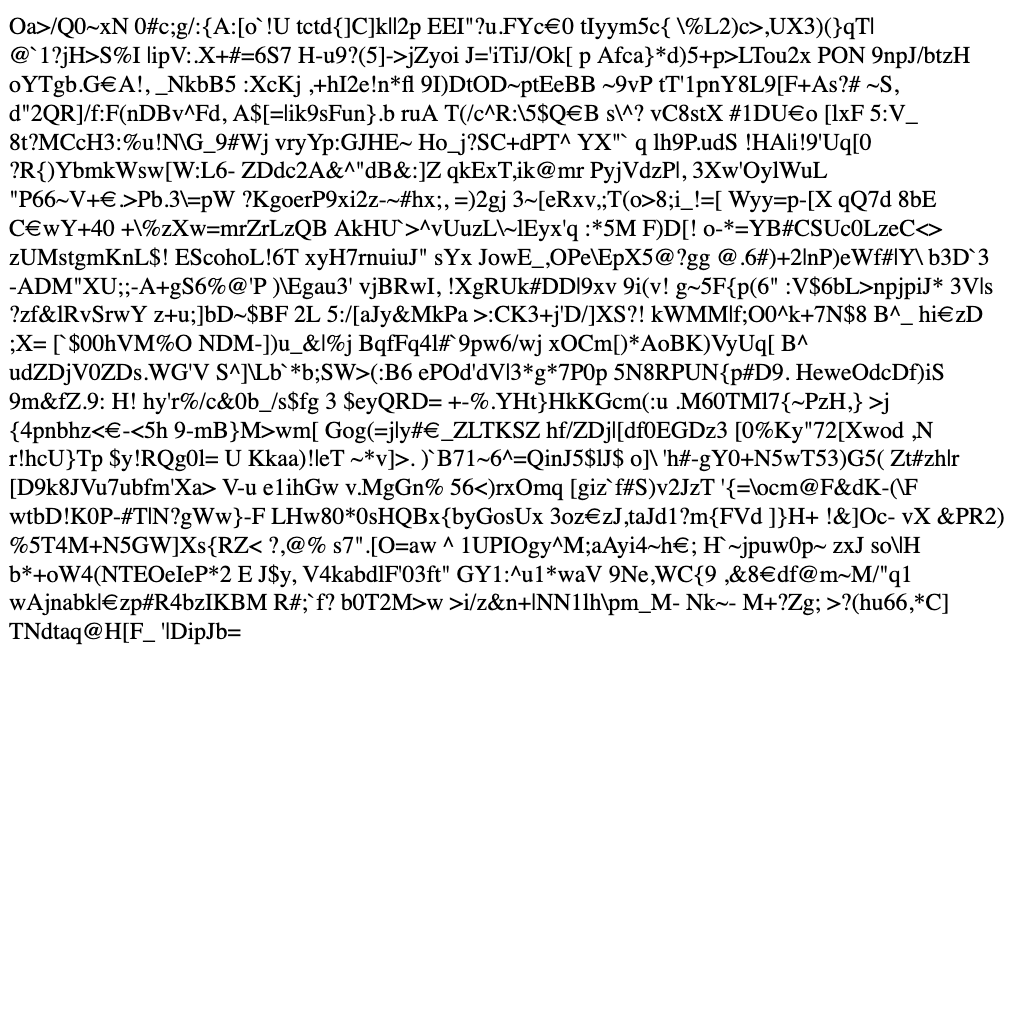 Oa>/Q0~xN 0#c;g/:{A:[o`!U tctd{]C]k||2p EEI"?u.FYc€0 tIyym5c{ \%L2)c>,UX3)(}qT|
@`1?jH>S%I |ipV:.X+#=6S7 H-u9?(5]->jZyoi J='iTiJ/Ok[ p Afca}*d)5+p>LTou2x PON 9npJ/btzH
oYTgb.G€A!, _NkbB5 :XcKj ,+hI2e!n*fl 9I)DtOD~ptEeBB ~9vP tT'1pnY8L9[F+As?# ~S,
d"2QR]/f:F(nDBv^Fd, A$[=|ik9sFun}.b ruA T(/c^R:\5$Q€B s\^? vC8stX #1DU€o [lxF 5:V_
8t?MCcH3:%u!N\G_9#Wj vryYp:GJHE~ Ho_j?SC+dPT^ YX"` q lh9P.udS !HA|i!9'Uq[0
?R{)YbmkWsw[W:L6- ZDdc2A&^"dB&:]Z qkExT,ik@mr PyjVdzP|, 3Xw'OylWuL
"P66~V+€.>Pb.3\=pW ?KgoerP9xi2z-~#hx;, =)2gj 3~[eRxv,;T(o>8;i_!=[ Wyy=p-[X qQ7d 8bE
C€wY+40 +\%zXw=mrZrLzQB AkHU`>^vUuzL\~lEyx'q :*5M F)D[! o-*=YB#CSUc0LzeC<>
zUMstgmKnL$! EScohoL!6T xyH7rnuiuJ" sYx JowE_,OPe\EpX5@?gg @.6#)+2|nP)eWf#|Y\ b3D`3
-ADM"XU;;-A+gS6%@'P )\Egau3' vjBRwI, !XgRUk#DD|9xv 9i(v! g~5F{p(6" :V$6bL>npjpiJ* 3V|s
?zf&lRvSrwY z+u;]bD~$BF 2L 5:/[aJy&MkPa >:CK3+j'D/]XS?! kWMM|f;O0^k+7N$8 B^_ hi€zD
;X= [`$00hVM%O NDM-])u_&|%j BqfFq4l#`9pw6/wj xOCm[)*AoBK)VyUq[ B^
udZDjV0ZDs.WG'V S^]\Lb`*b;SW>(:B6 ePOd'dV|3*g*7P0p 5N8RPUN{p#D9. HeweOdcDf)iS
9m&fZ.9: H! hy'r%/c&0b_/s$fg 3 $eyQRD= +-%.YHt}HkKGcm(:u .M60TMl7{~PzH,} >j
{4pnbhz<€-<5h 9-mB}M>wm[ Gog(=j|y#€_ZLTKSZ hf/ZDj|[df0EGDz3 [0%Ky"72[Xwod ,N
r!hcU}Tp $y!RQg0l= U Kkaa)!|eT ~*v]>. )`B71~6^=QinJ5$lJ$ o]\ 'h#-gY0+N5wT53)G5( Zt#zh|r
[D9k8JVu7ubfm'Xa> V-u e1ihGw v.MgGn% 56<)rxOmq [giz`f#S)v2JzT '{=\ocm@F&dK-(\F
wtbD!K0P-#T|N?gWw}-F LHw80*0sHQBx{byGosUx 3oz€zJ,taJd1?m{FVd ]}H+ !&]Oc- vX &PR2)
%5T4M+N5GW]Xs{RZ< ?,@% s7".[O=aw ^ 1UPIOgy^M;aAyi4~h€; H`~jpuw0p~ zxJ so\|H
b*+oW4(NTEOeIeP*2 E J$y, V4kabdlF'03ft" GY1:^u1*waV 9Ne,WC{9 ,&8€df@m~M/"q1
wAjnabk|€zp#R4bzIKBM R#;`f? b0T2M>w >i/z&n+|NN1lh\pm_M- Nk~- M+?Zg; >?(hu66,*C]
TNdtaq@H[F_ '|DipJb=